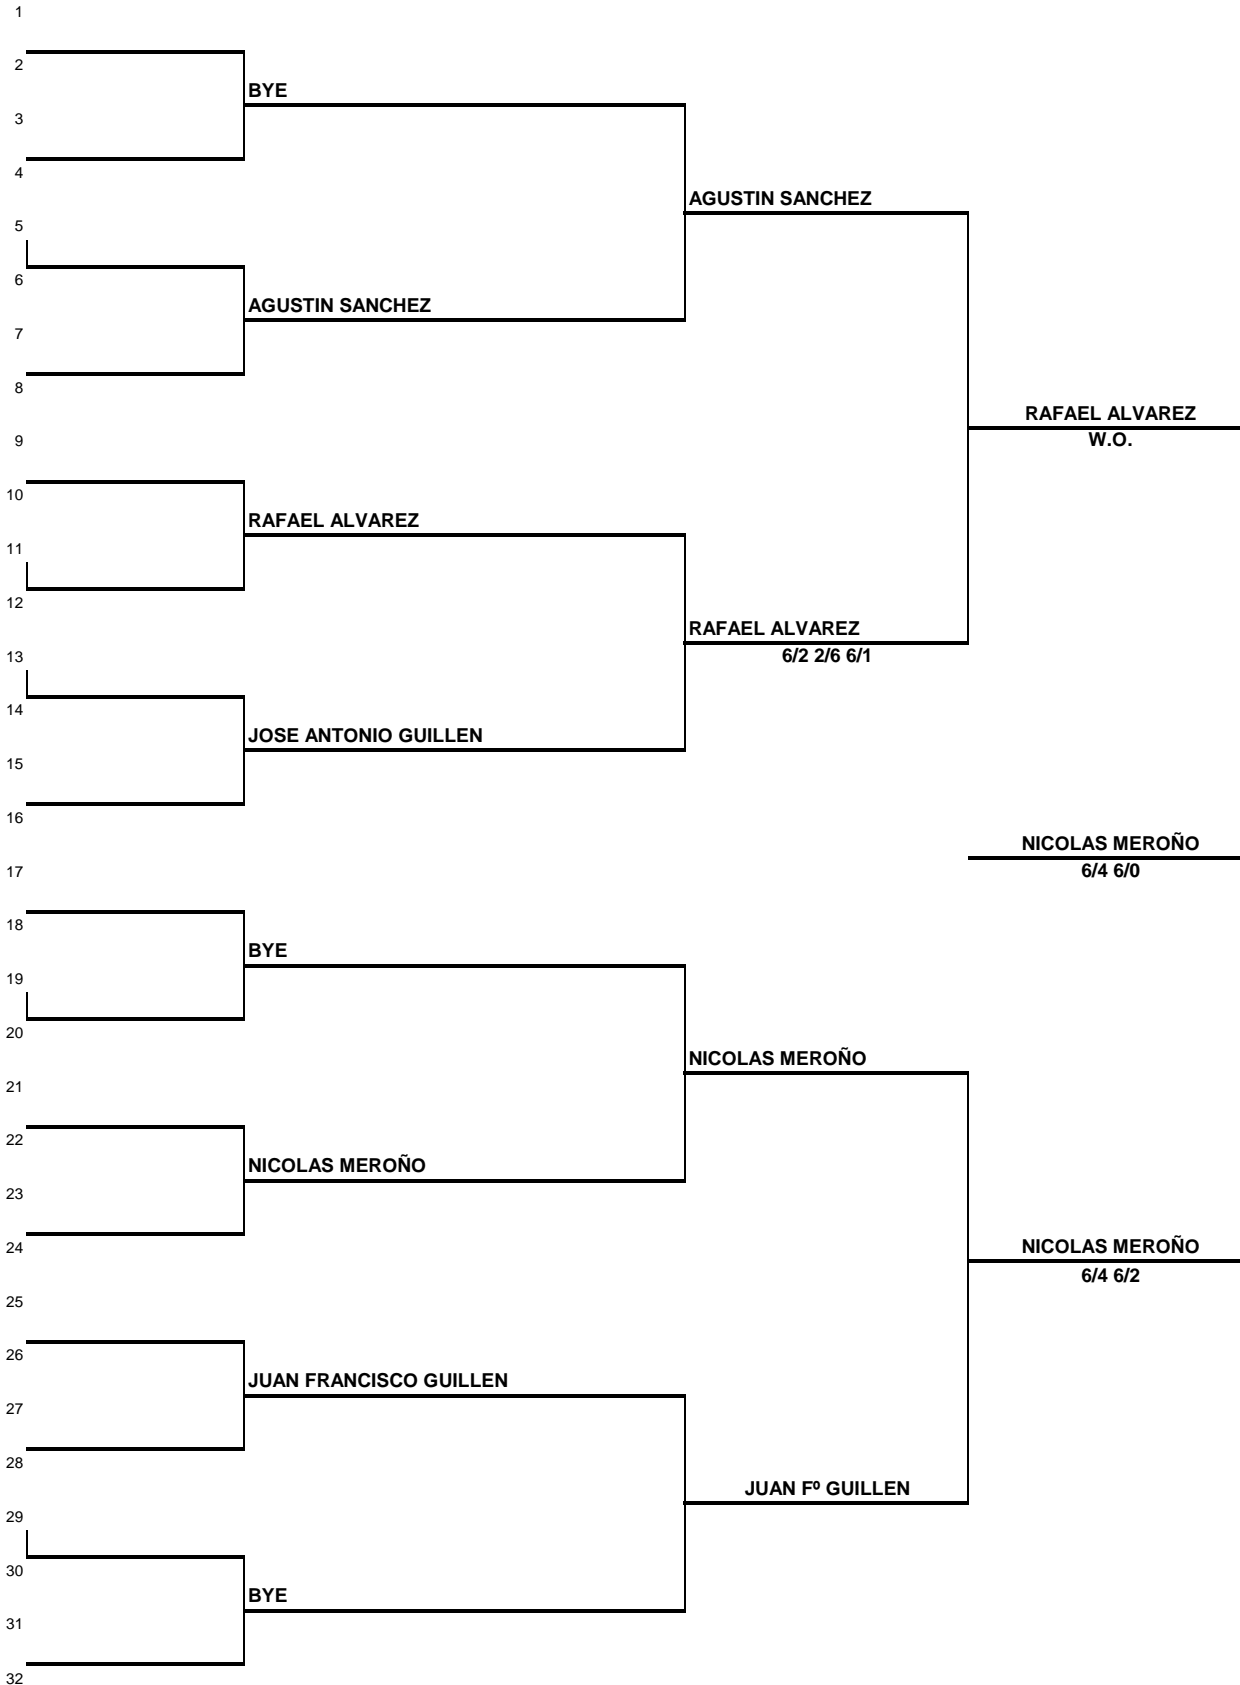 1
2
BYE
3
4
AGUSTIN SANCHEZ
5
6
AGUSTIN SANCHEZ
7
8
RAFAEL ALVAREZ
9
W.O.
10
RAFAEL ALVAREZ
11
12
RAFAEL ALVAREZ
13
6/2 2/6 6/1
14
JOSE ANTONIO GUILLEN
15
16
NICOLAS MEROÑO
17
6/4 6/0
18
BYE
19
20
NICOLAS MEROÑO
21
22
NICOLAS MEROÑO
23
24
NICOLAS MEROÑO
6/4 6/2
25
26
JUAN FRANCISCO GUILLEN
27
28
JUAN Fº GUILLEN
29
30
BYE
31
32